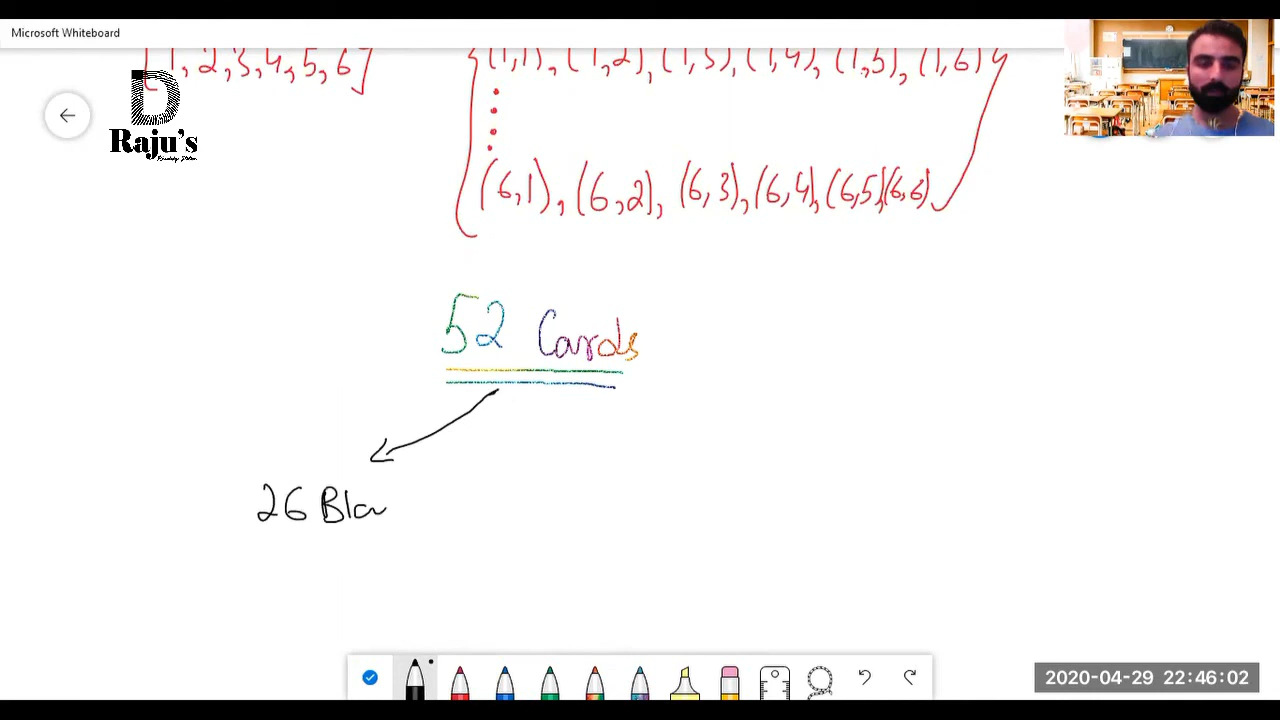 Microsoft Whiteboard
{1,2,3,4,5,6}
{(1,1), (1,2), (1,3), (1,4), (1,5), (1,6)
(6,1), (6,2), (6,3), (6,4), (6,5), (6,6)}
D
Raju's
52 Cards
26 Bla
2020-04-29 22:46:02